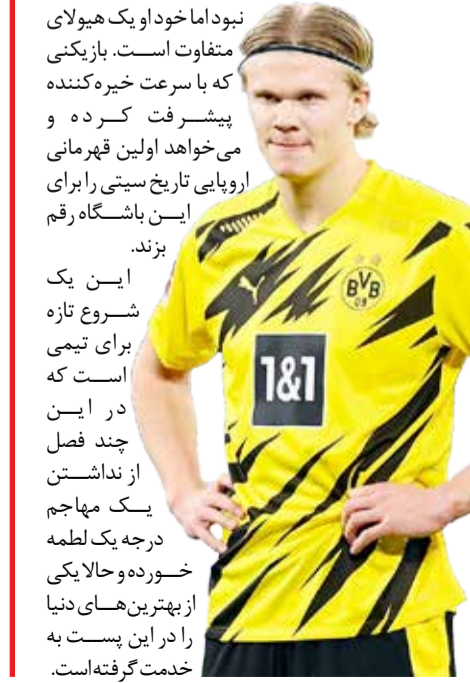 نبود اما خود او یک هیولای
متفاوت است. بازیکنی
که با سرعت خیره‌کننده
پیشرفت کرده و
می‌خواهد اولین قهرمانی
اروپایی تاریخ سیتی را برای
این باشگاه رقم
بزند.
این یک
شروع تازه
برای تیمی
است که
در این
چند فصل
از نداشتن
یک مهاجم
درجه یک لطمه
خورده و حالا یکی
از بهترین‌های دنیا
را در این پست به
خدمت گرفته است.
PUMA
BVB
09
1&1